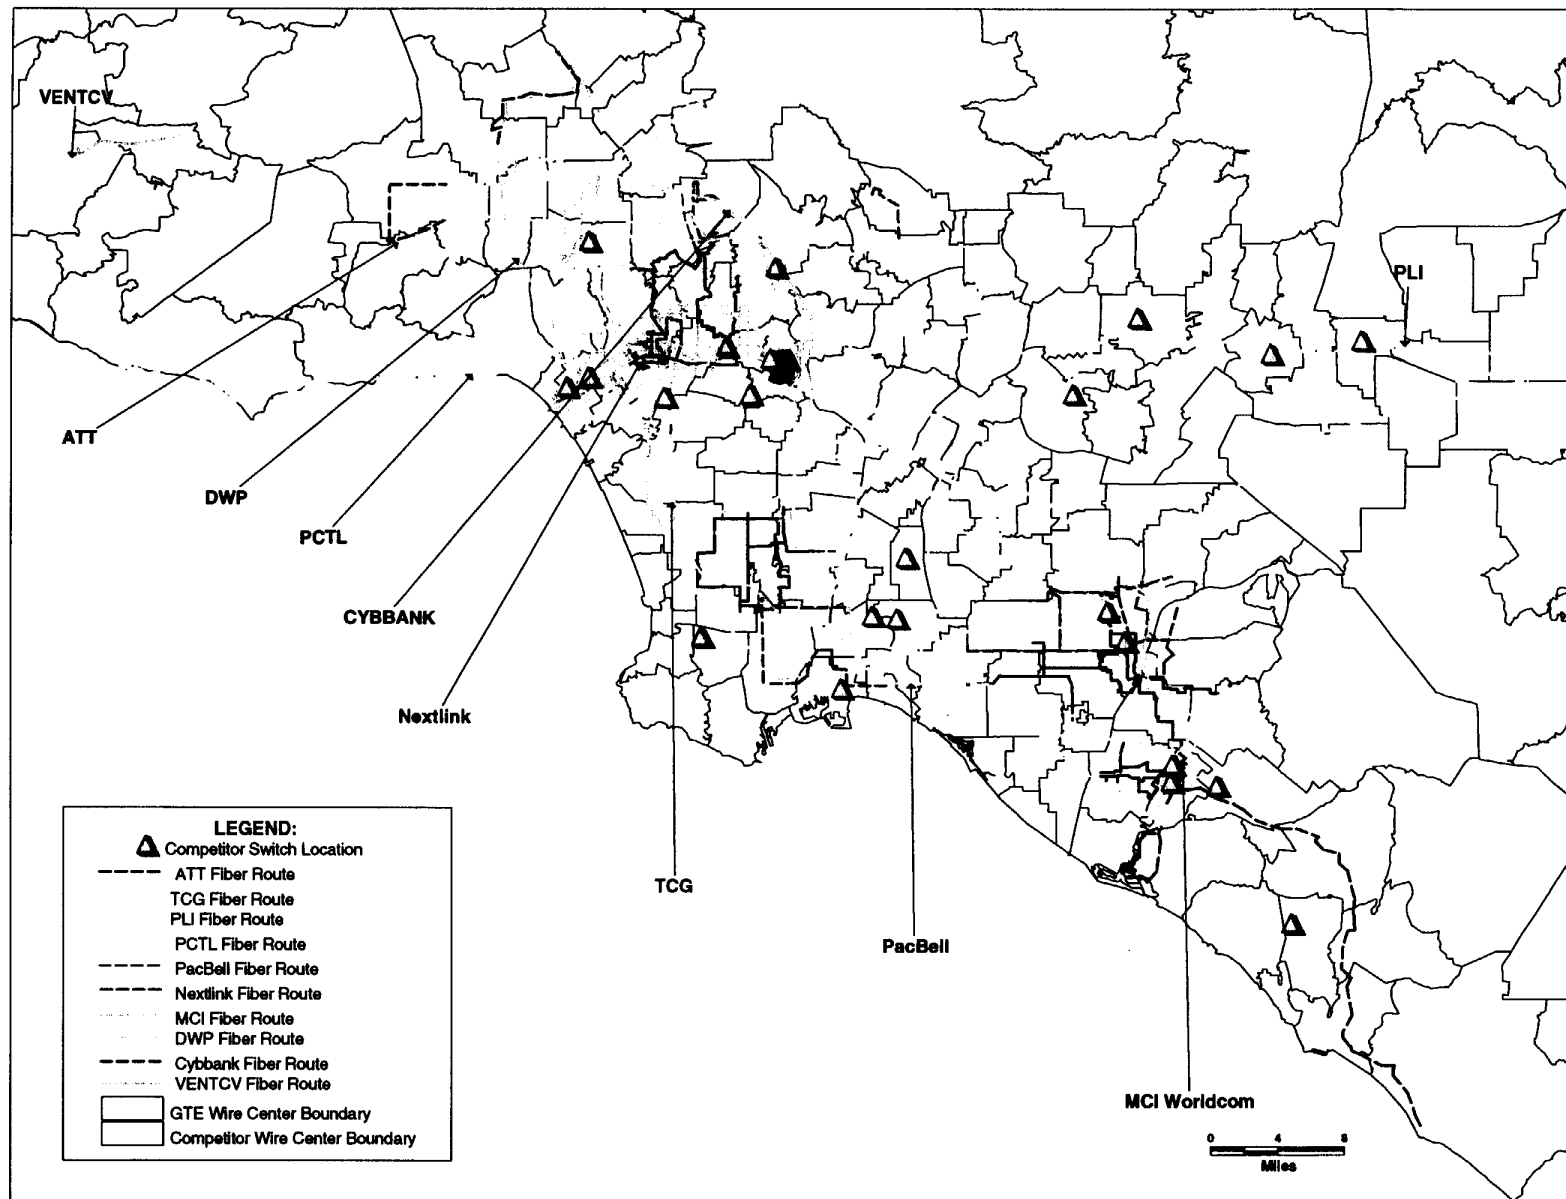 VENTCV
PLI
ATT
DWP
PCTL
CYBBANK
Nextlink
TCG
PacBell
MCI Worldcom
LEGEND:
Competitor Switch Location
ATT Fiber Route
TCG Fiber Route
PLI Fiber Route
PCTL Fiber Route
PacBell Fiber Route
Nextlink Fiber Route
MCI Fiber Route
DWP Fiber Route
Cybbank Fiber Route
VENTCV Fiber Route
GTE Wire Center Boundary
Competitor Wire Center Boundary
0 4 8
Miles